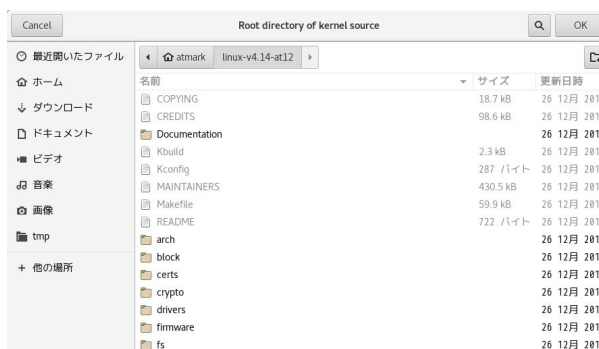 Cancel Root directory of kernel source OK
最近開いたファイル atmark linux-v4.14-at12
ホーム 名前 サイズ 更新日時
COPYING 18.7 kB 26 12月 201
ダウンロード CREDITS 98.6 kB 26 12月 201
ドキュメント Documentation 26 12月 201
Kbuild 2.3 kB 26 12月 201
ビデオ Kconfig 287 バイト 26 12月 201
音楽 MAINTAINERS 430.5 kB 26 12月 201
Makefile 59.9 kB 26 12月 201
画像 README 722 バイト 26 12月 201
tmp arch 26 12月 201
block 26 12月 201
+ 他の場所 certs 26 12月 201
crypto 26 12月 201
drivers 26 12月 201
firmware 26 12月 201
fs 26 12月 201